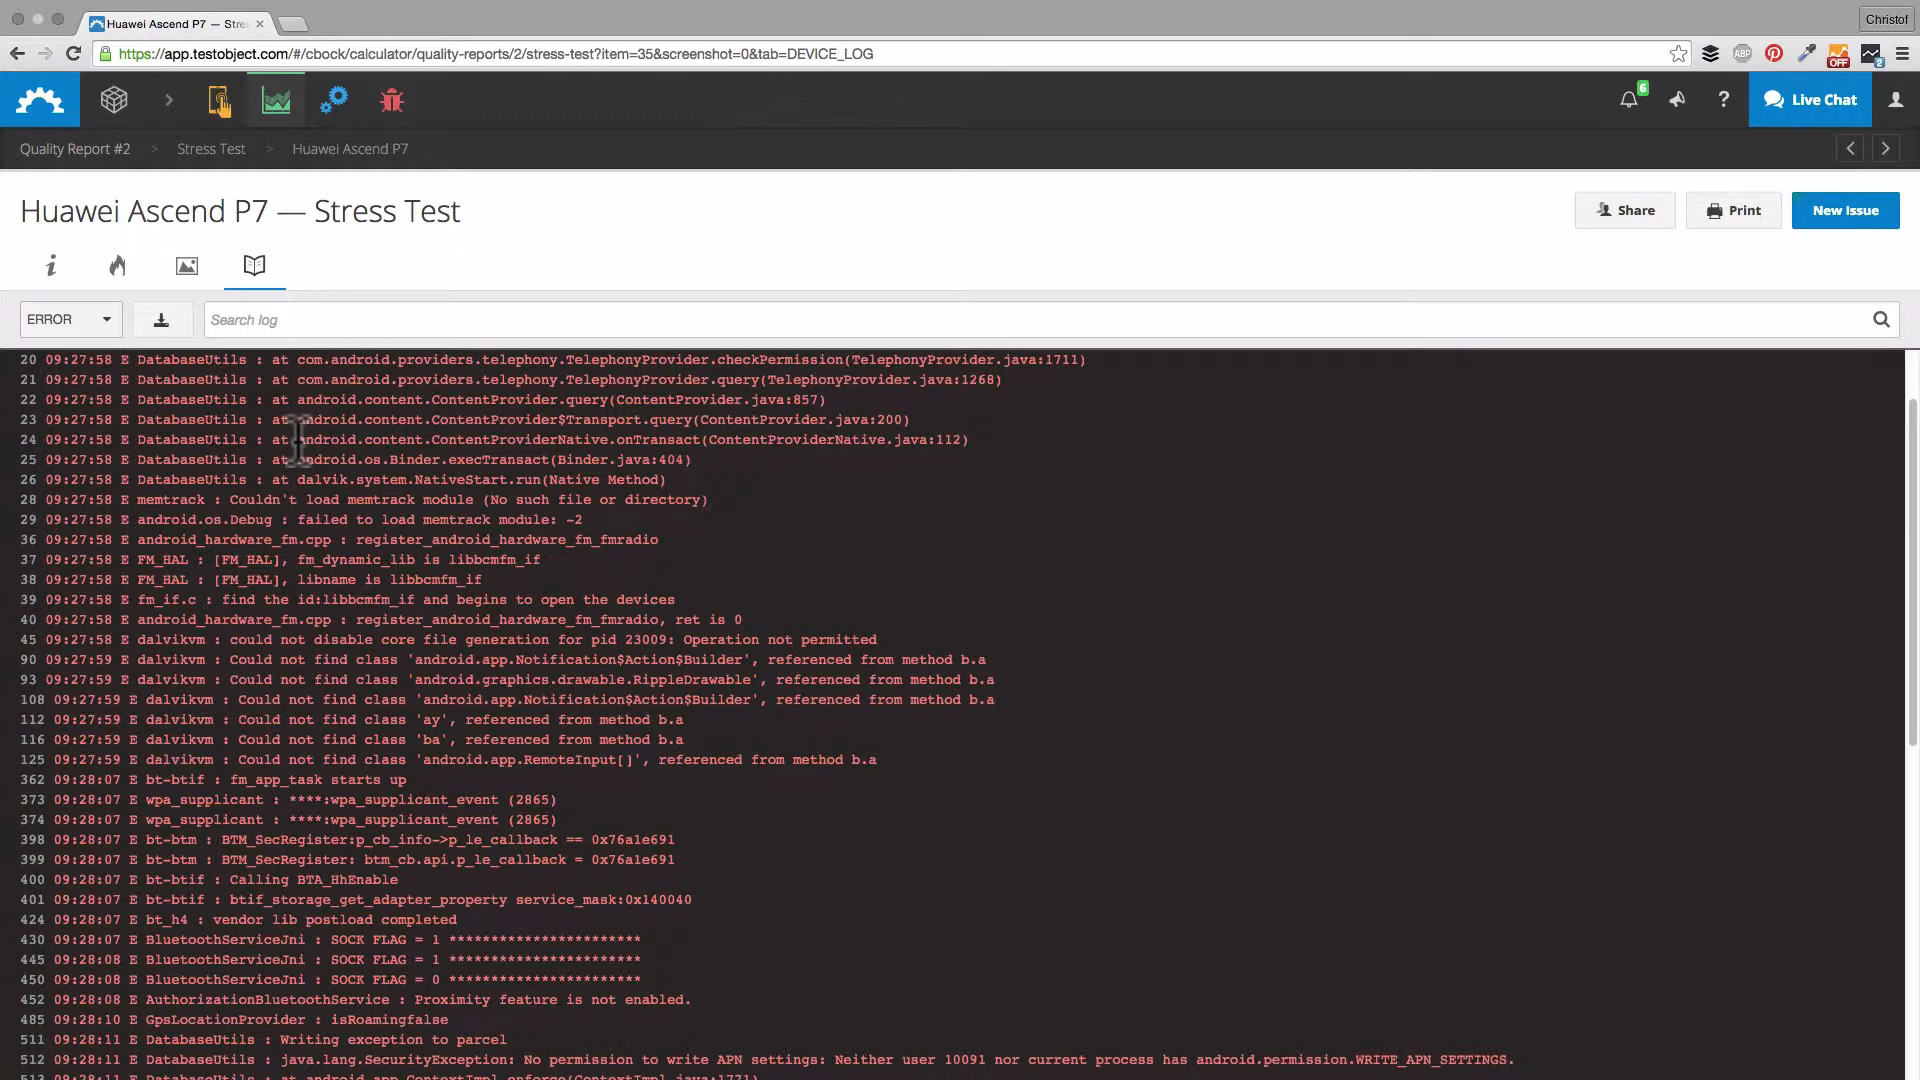 Huawei Ascend P7 — Stre
Christof
https://app.testobject.com/#/cbock/calculator/quality-reports/2/stress-test?item=35&screenshot=0&tab=DEVICE_LOG
ABP
OFF
2
6
?
Live Chat
Quality Report #2 > Stress Test > Huawei Ascend P7
Huawei Ascend P7 — Stress Test
Share
Print
New Issue
ERROR
Search log
20 09:27:58 E DatabaseUtils : at com.android.providers.telephony.TelephonyProvider.checkPermission(TelephonyProvider.java:1711)
21 09:27:58 E DatabaseUtils : at com.android.providers.telephony.TelephonyProvider.query(TelephonyProvider.java:1268)
22 09:27:58 E DatabaseUtils : at android.content.ContentProvider.query(ContentProvider.java:857)
23 09:27:58 E DatabaseUtils : at android.content.ContentProvider$Transport.query(ContentProvider.java:200)
24 09:27:58 E DatabaseUtils : at android.content.ContentProviderNative.onTransact(ContentProviderNative.java:112)
25 09:27:58 E DatabaseUtils : at android.os.Binder.execTransact(Binder.java:404)
26 09:27:58 E DatabaseUtils : at dalvik.system.NativeStart.run(Native Method)
28 09:27:58 E memtrack : Couldn't load memtrack module (No such file or directory)
29 09:27:58 E android.os.Debug : failed to load memtrack module: -2
36 09:27:58 E android_hardware_fm.cpp : register_android_hardware_fm_fmradio
37 09:27:58 E FM_HAL : [FM_HAL], fm_dynamic_lib is libbcmfm_if
38 09:27:58 E FM_HAL : [FM_HAL], libname is libbcmfm_if
39 09:27:58 E fm_if.c : find the id:libbcmfm_if and begins to open the devices
40 09:27:58 E android_hardware_fm.cpp : register_android_hardware_fm_fmradio, ret is 0
45 09:27:58 E dalvikvm : could not disable core file generation for pid 23009: Operation not permitted
90 09:27:59 E dalvikvm : Could not find class 'android.app.Notification$Action$Builder', referenced from method b.a
93 09:27:59 E dalvikvm : Could not find class 'android.graphics.drawable.RippleDrawable', referenced from method b.a
108 09:27:59 E dalvikvm : Could not find class 'android.app.Notification$Action$Builder', referenced from method b.a
112 09:27:59 E dalvikvm : Could not find class 'ay', referenced from method b.a
116 09:27:59 E dalvikvm : Could not find class 'ba', referenced from method b.a
125 09:27:59 E dalvikvm : Could not find class 'android.app.RemoteInput[]', referenced from method b.a
362 09:28:07 E bt-btif : fm_app_task starts up
373 09:28:07 E wpa_supplicant : ****:wpa_supplicant_event (2865)
374 09:28:07 E wpa_supplicant : ****:wpa_supplicant_event (2865)
398 09:28:07 E bt-btm : BTM_SecRegister:p_cb_info->p_le_callback == 0x76a1e691
399 09:28:07 E bt-btm : BTM_SecRegister: btm_cb.api.p_le_callback = 0x76a1e691
400 09:28:07 E bt-btif : Calling BTA_HhEnable
401 09:28:07 E bt-btif : btif_storage_get_adapter_property service_mask:0x140040
424 09:28:07 E bt_h4 : vendor lib postload completed
430 09:28:07 E BluetoothServiceJni : SOCK FLAG = 1 ***********************
445 09:28:08 E BluetoothServiceJni : SOCK FLAG = 1 ***********************
450 09:28:08 E BluetoothServiceJni : SOCK FLAG = 0 ***********************
452 09:28:08 E AuthorizationBluetoothService : Proximity feature is not enabled.
485 09:28:10 E GpsLocationProvider : isRoamingfalse
511 09:28:11 E DatabaseUtils : Writing exception to parcel
512 09:28:11 E DatabaseUtils : java.lang.SecurityException: No permission to write APN settings: Neither user 10091 nor current process has android.permission.WRITE_APN_SETTINGS.
513 09:28:11 E DatabaseUtils : at android.app.ContextImpl.enforce(ContextImpl.java:1771)